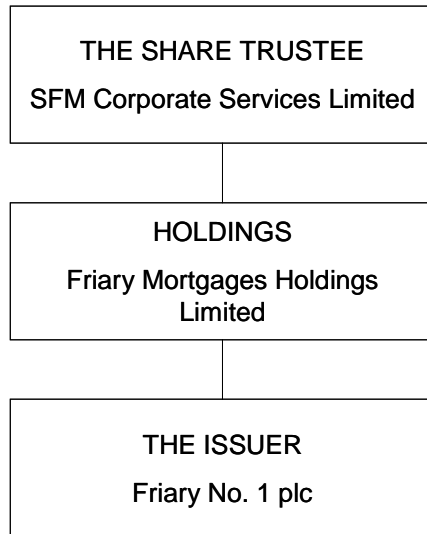 THE SHARE TRUSTEE
SFM Corporate Services Limited
HOLDINGS
Friary Mortgages Holdings
Limited
THE ISSUER
Friary No. 1 plc